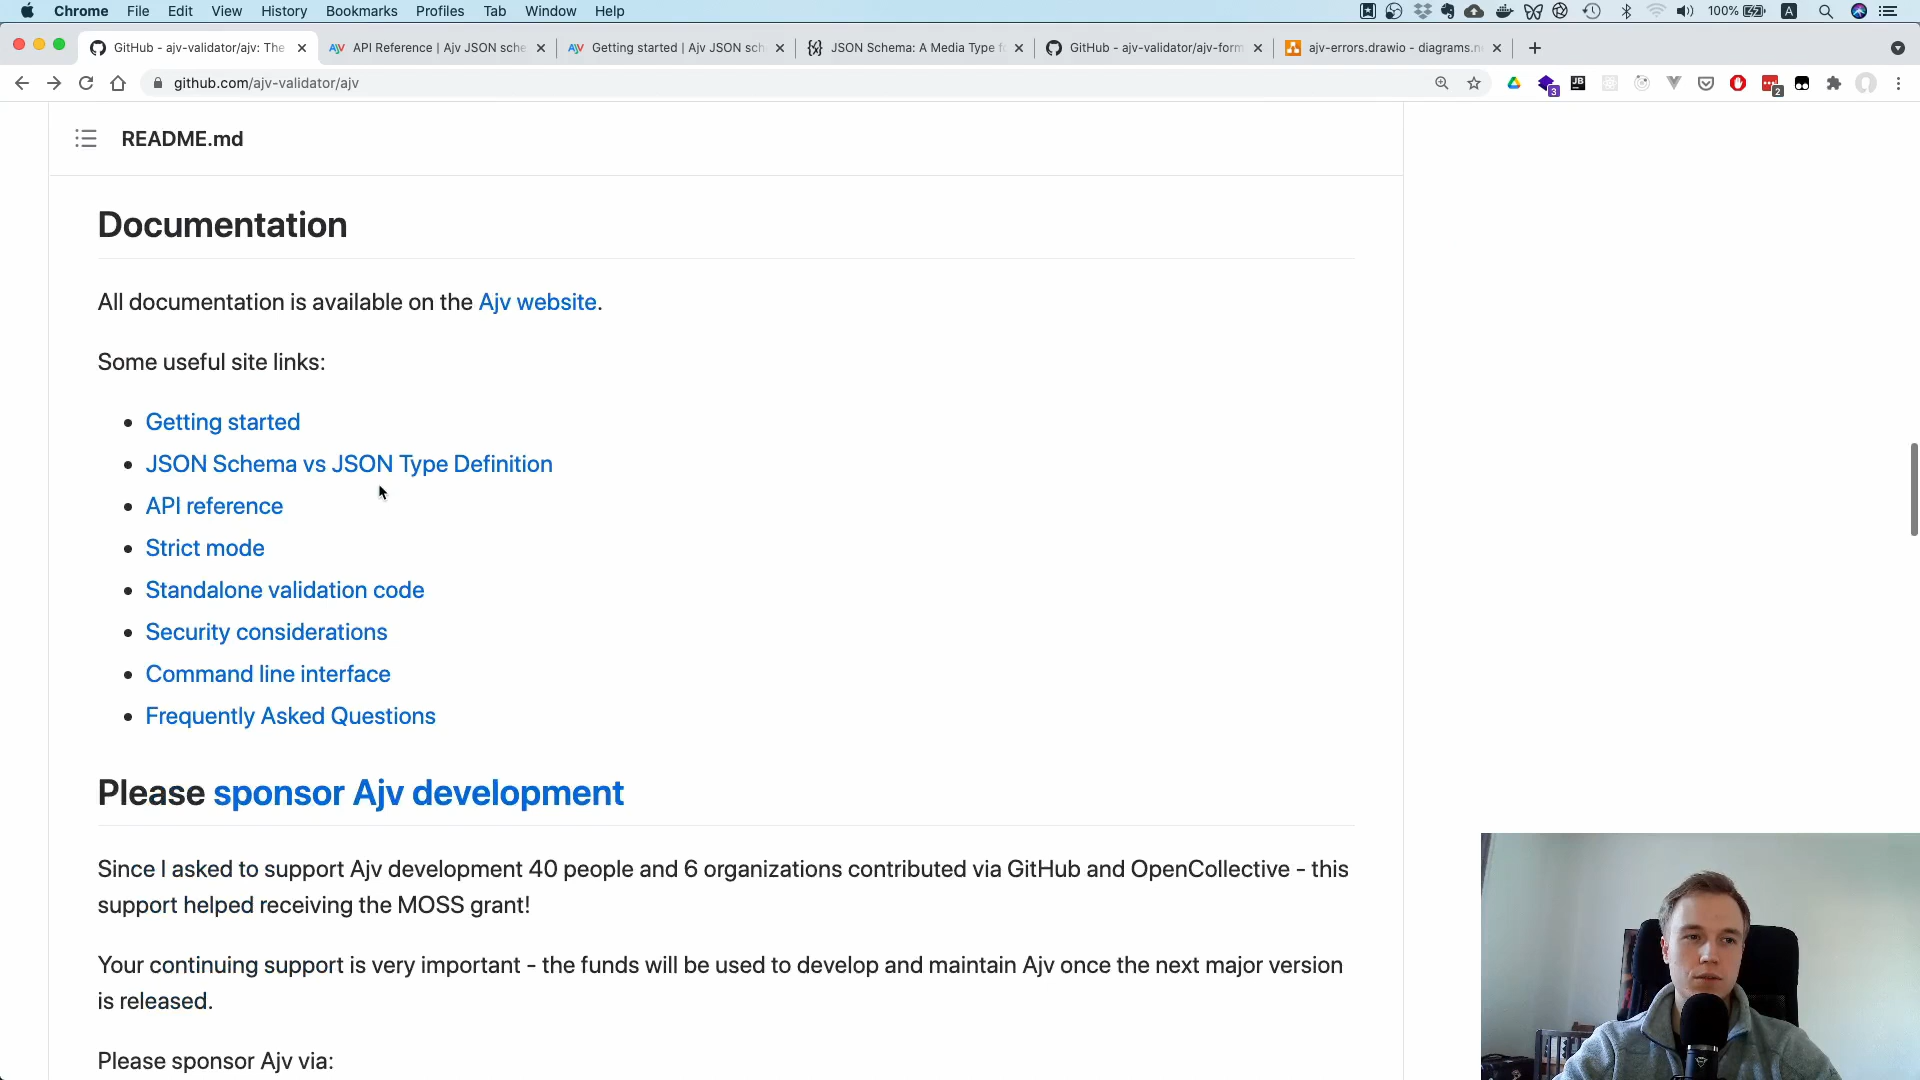 Chrome File Edit View History Bookmarks Profiles Tab Window Help 100% A
GitHub - ajv-validator/ajv: The
AJV API Reference | Ajv JSON sche
AJV Getting started | Ajv JSON sch
JSON Schema: A Media Type fo
GitHub - ajv-validator/ajv-form
ajv-errors.drawio - diagrams.n
github.com/ajv-validator/ajv
3 JB 2
README.md
Documentation
All documentation is available on the Ajv website.
Some useful site links:
• Getting started
• JSON Schema vs JSON Type Definition
• API reference
• Strict mode
• Standalone validation code
• Security considerations
• Command line interface
• Frequently Asked Questions
Please sponsor Ajv development
Since I asked to support Ajv development 40 people and 6 organizations contributed via GitHub and OpenCollective - this
support helped receiving the MOSS grant!
Your continuing support is very important - the funds will be used to develop and maintain Ajv once the next major version
is released.
Please sponsor Ajv via: